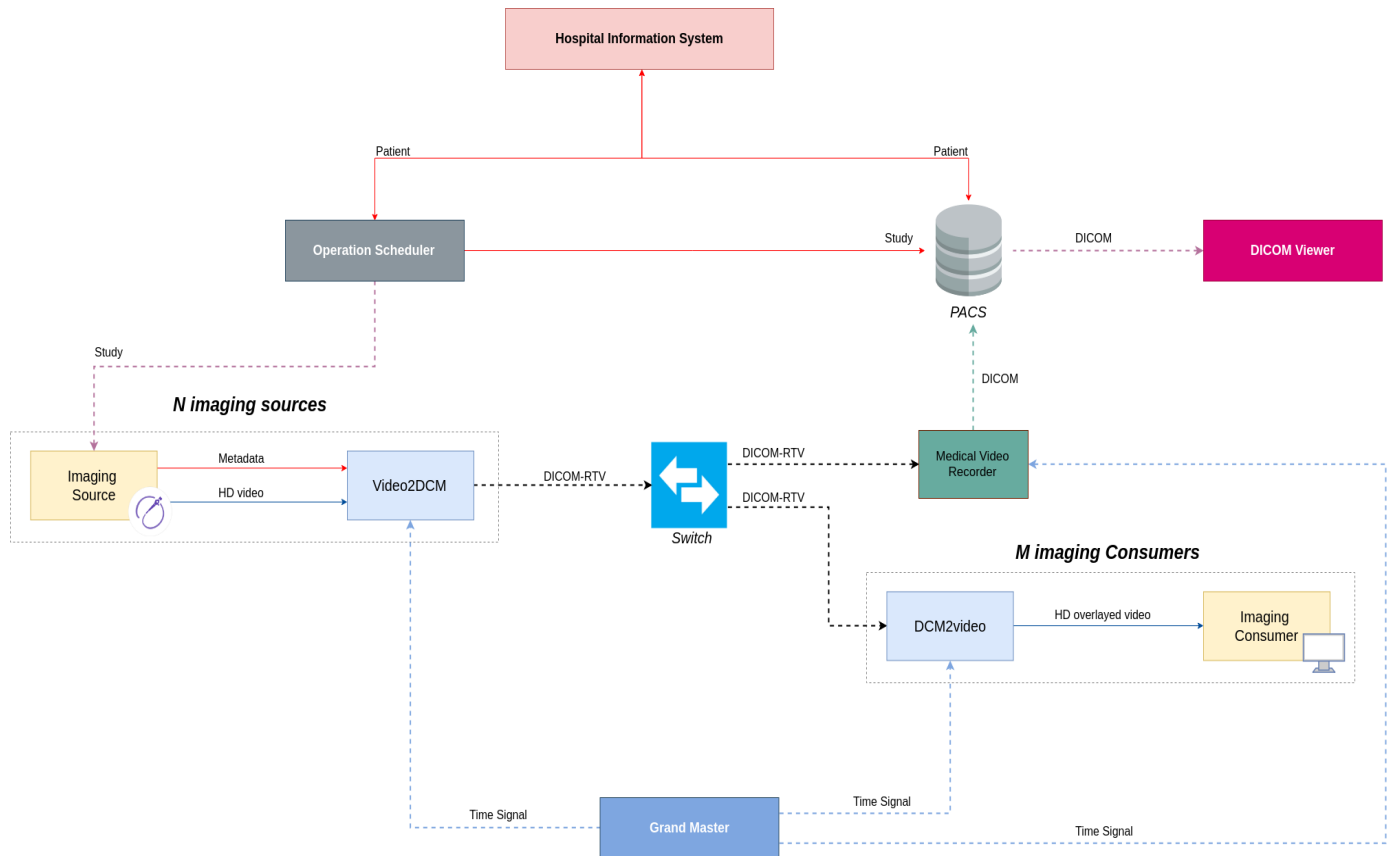 Hospital Information System
Patient
Patient
Operation Scheduler
Study
DICOM
DICOM Viewer
PACS
Study
DICOM
N imaging sources
Imaging
Source
Metadata
HD video
Video2DCM
DICOM-RTV
Switch
DICOM-RTV
DICOM-RTV
Medical Video
Recorder
M imaging Consumers
DCM2video
HD overlayed video
Imaging
Consumer
Time Signal
Grand Master
Time Signal
Time Signal